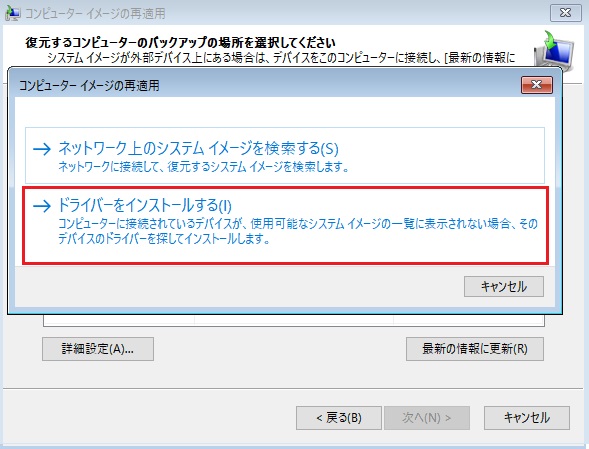 コンピューター イメージの再適用
復元するコンピューターのバックアップの場所を選択してください
システム イメージが外部デバイス上にある場合は、デバイスをこのコンピューターに接続し、[最新の情報に
コンピューター イメージの再適用
ネットワーク上のシステム イメージを検索する(S)
ネットワークに接続して、復元するシステム イメージを検索します。
ドライバーをインストールする(I)
コンピューターに接続されているデバイスが、使用可能なシステム イメージの一覧に表示されない場合、その
デバイスのドライバーを探してインストールします。
キャンセル
詳細設定(A)...
最新の情報に更新(R)
< 戻る(B)
次へ(N) >
キャンセル